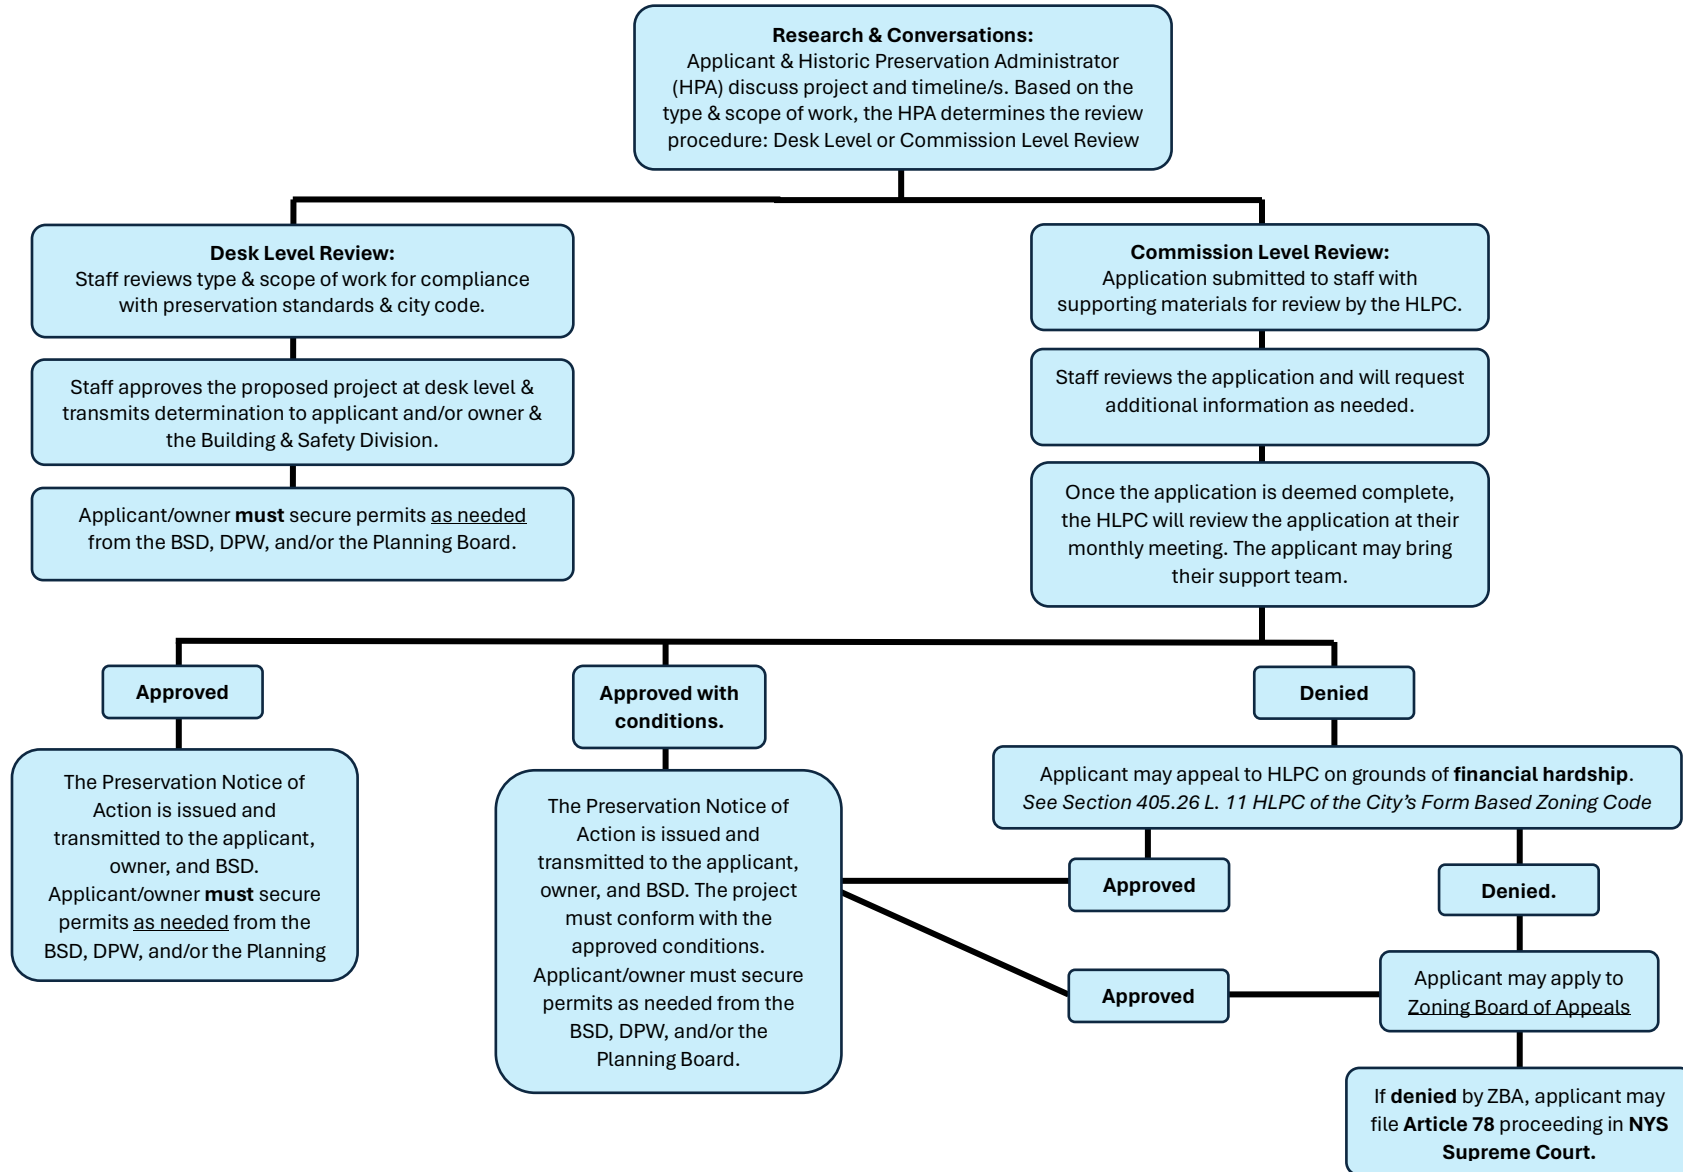 Research & Conversations:
Applicant & Historic Preservation Administrator
(HPA) discuss project and timeline/s. Based on the
type & scope of work, the HPA determines the review
procedure: Desk Level or Commission Level Review
Desk Level Review:
Staff reviews type & scope of work for compliance
with preservation standards & city code.
Staff approves the proposed project at desk level &
transmits determination to applicant and/or owner &
the Building & Safety Division.
Applicant/owner must secure permits as needed
from the BSD, DPW, and/or the Planning Board.
Commission Level Review:
Application submitted to staff with
supporting materials for review by the HLPC.
Staff reviews the application and will request
additional information as needed.
Once the application is deemed complete,
the HLPC will review the application at their
monthly meeting. The applicant may bring
their support team.
Approved
The Preservation Notice of
Action is issued and
transmitted to the applicant,
owner, and BSD.
Applicant/owner must secure
permits as needed from the
BSD, DPW, and/or the Planning
Approved with
conditions.
The Preservation Notice of
Action is issued and
transmitted to the applicant,
owner, and BSD. The project
must conform with the
approved conditions.
Applicant/owner must secure
permits as needed from the
BSD, DPW, and/or the
Planning Board.
Denied
Applicant may appeal to HLPC on grounds of financial hardship.
See Section 405.26 L. 11 HLPC of the City's Form Based Zoning Code
Approved
Denied.
Approved
Applicant may apply to
Zoning Board of Appeals
If denied by ZBA, applicant may
file Article 78 proceeding in NYS
Supreme Court.